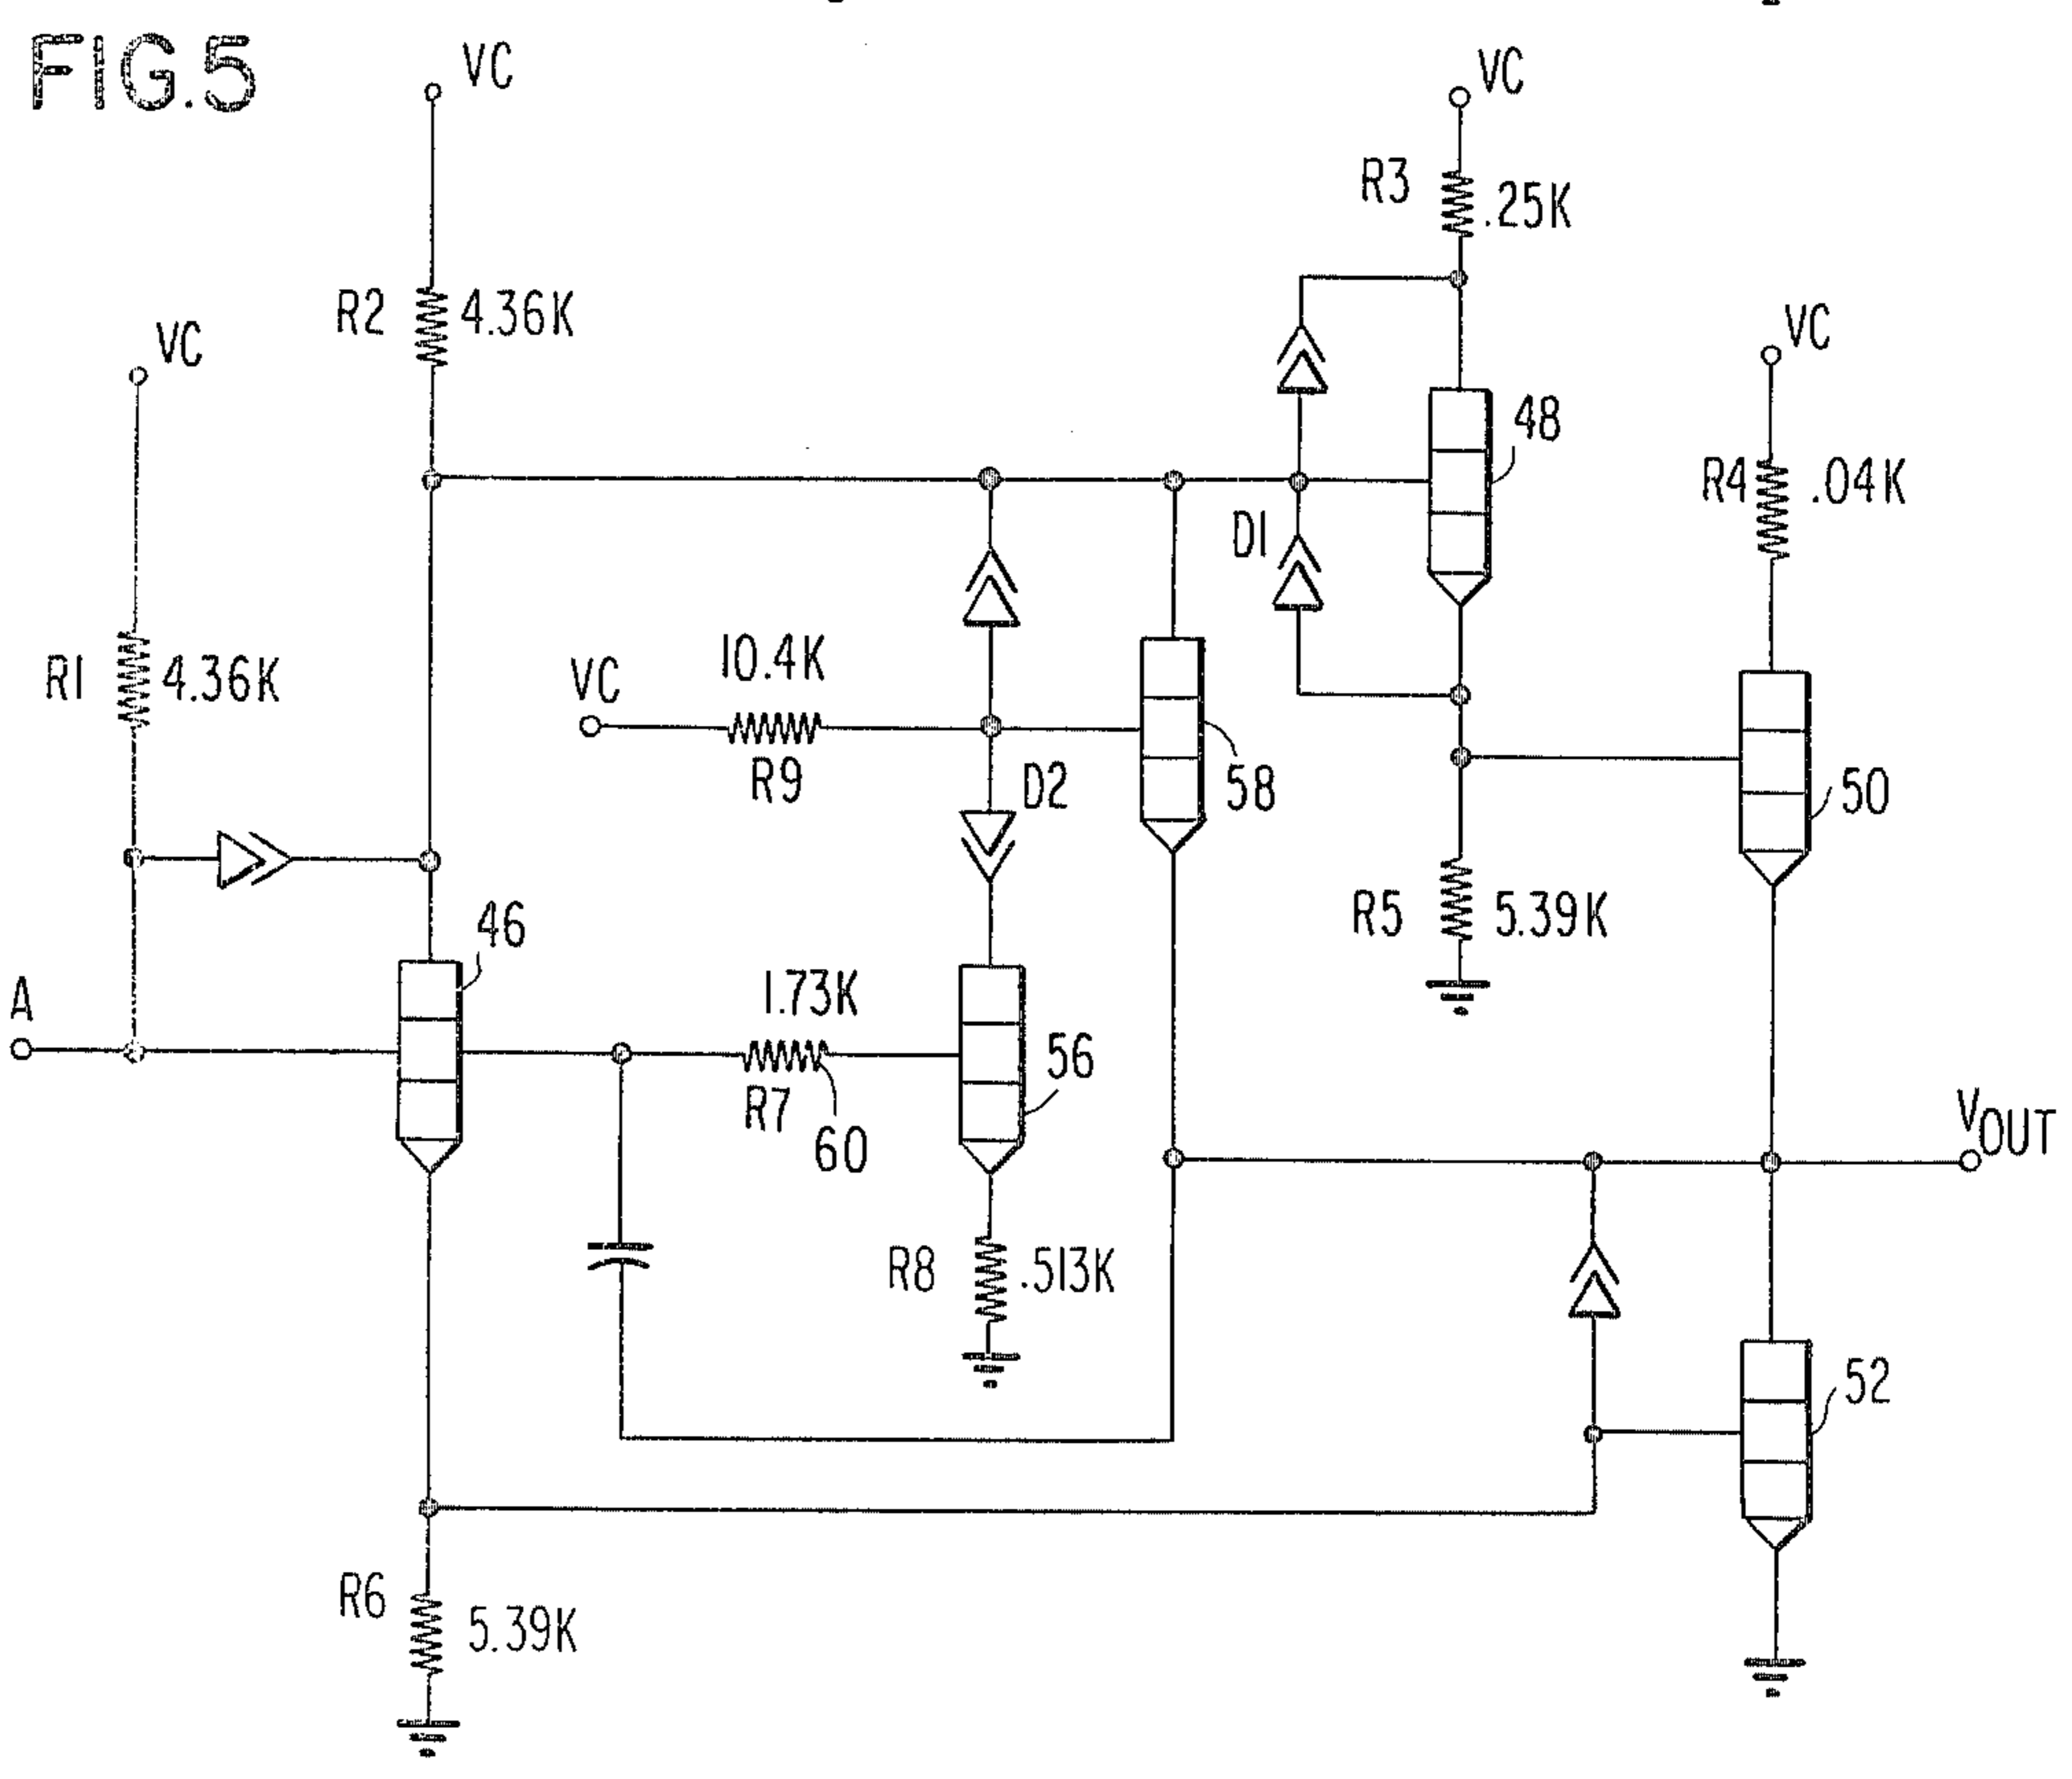 FIG.5
VC
VC
R3
.25K
R2
4.36K
VC
VC
48
R4
.04K
D1
R1
4.36K
10.4K
VC
R9
D2
58
50
46
R5
5.39K
A
1.73K
R7
60
56
VOUT
R8
.513K
52
R6
5.39K